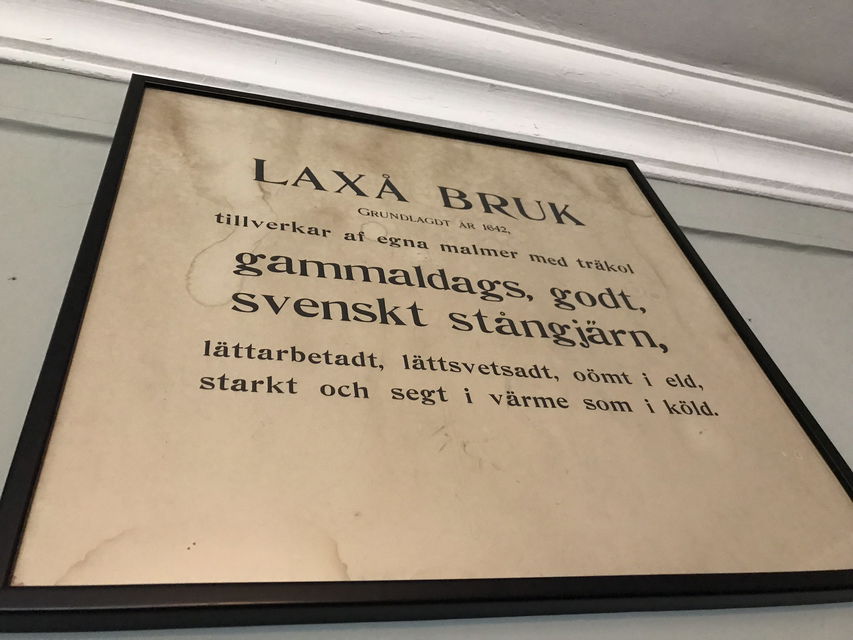 LAXÅ BRUK
GRUNDLAGDT ÅR 1642,
tillverkar af egna malmer med träkol
gammaldags, godt,
svenskt stångjärn,
lättarbetadt, lättsvetsadt, oömt i eld,
starkt och segt i värme som i köld.